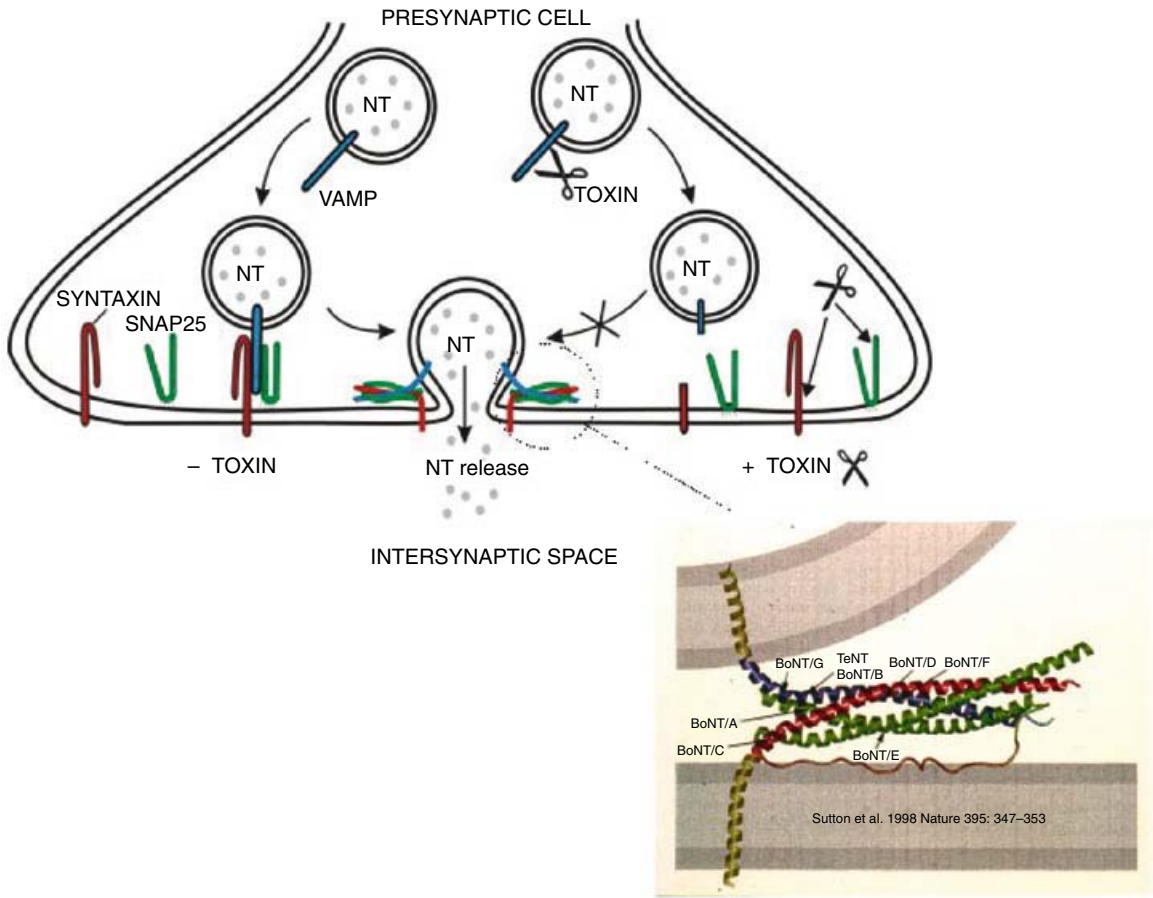 PRESYNAPTIC CELL
NT
NT
VAMP
TOXIN
NT
NT
SYNTAXIN
SNAP25
NT
– TOXIN
NT release
+ TOXIN
INTERSYNAPTIC SPACE
BoNT/G
TeNT
BoNT/B
BoNT/D
BoNT/F
BoNT/A
BoNT/C
BoNT/E
Sutton et al. 1998 Nature 395: 347–353